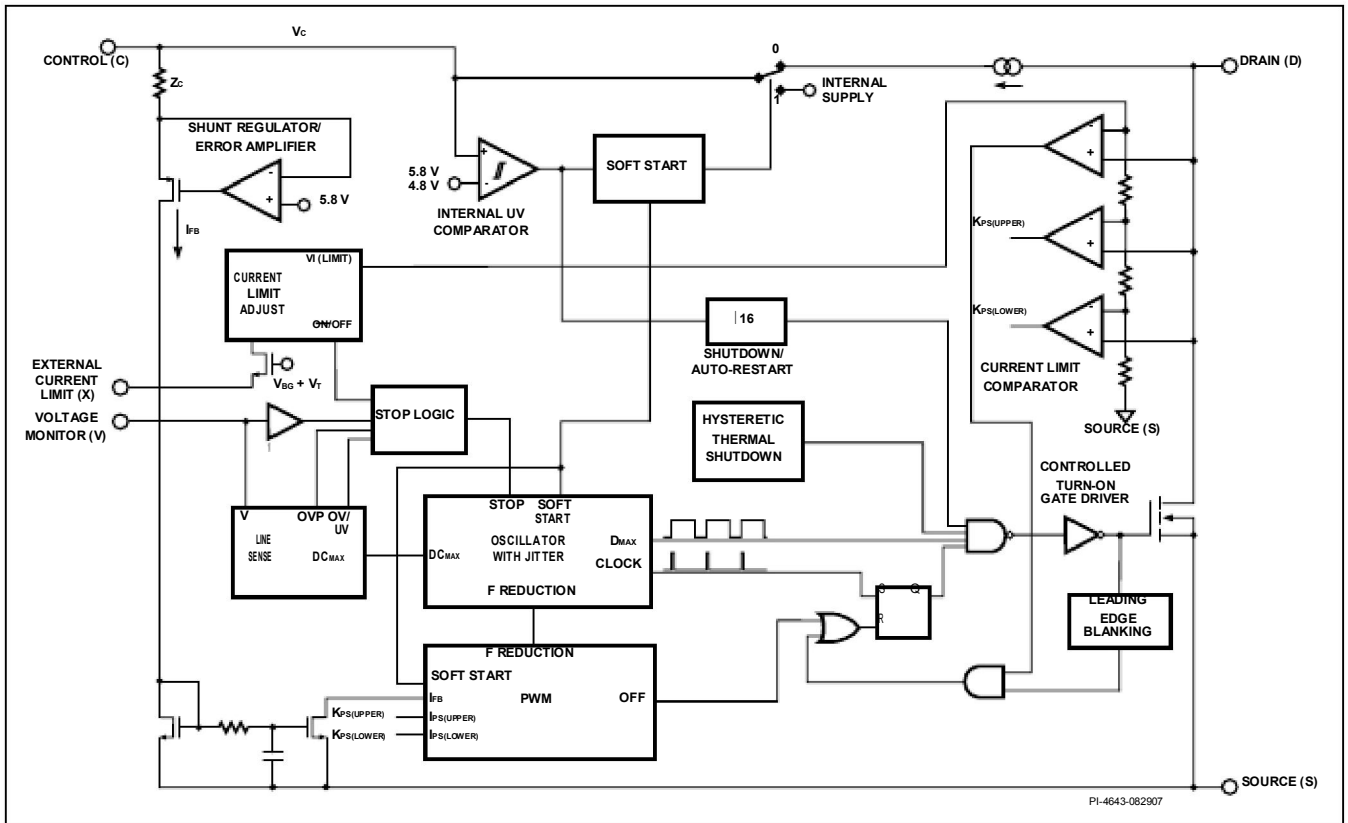 VC
CONTROL (C)
ZC
0
1
INTERNAL
SUPPLY
DRAIN (D)
SHUNT REGULATOR/
ERROR AMPLIFIER
-
+
5.8 V
IFB
+
-
5.8 V
4.8 V
INTERNAL UV
COMPARATOR
SOFT START
-
+
KPS(UPPER)
-
+
KPS(LOWER)
-
+
CURRENT LIMIT
COMPARATOR
SOURCE (S)
VI (LIMIT)
CURRENT
LIMIT
ADJUST
ON/OFF
16
SHUTDOWN/
AUTO-RESTART
EXTERNAL
CURRENT
LIMIT (X)
VBG + VT
VOLTAGE
MONITOR (V)
STOP LOGIC
HYSTERETIC
THERMAL
SHUTDOWN
CONTROLLED
TURN-ON
GATE DRIVER
V
OVP OV/
UV
LINE
SENSE
DCMAX
STOP
SOFT
START
OSCILLATOR
WITH JITTER
DCMAX
DMAX
CLOCK
F REDUCTION
S
Q
R
LEADING
EDGE
BLANKING
F REDUCTION
SOFT START
PWM
OFF
IFB
KPS(UPPER)
IPS(UPPER)
KPS(LOWER)
IPS(LOWER)
SOURCE (S)
PI-4643-082907